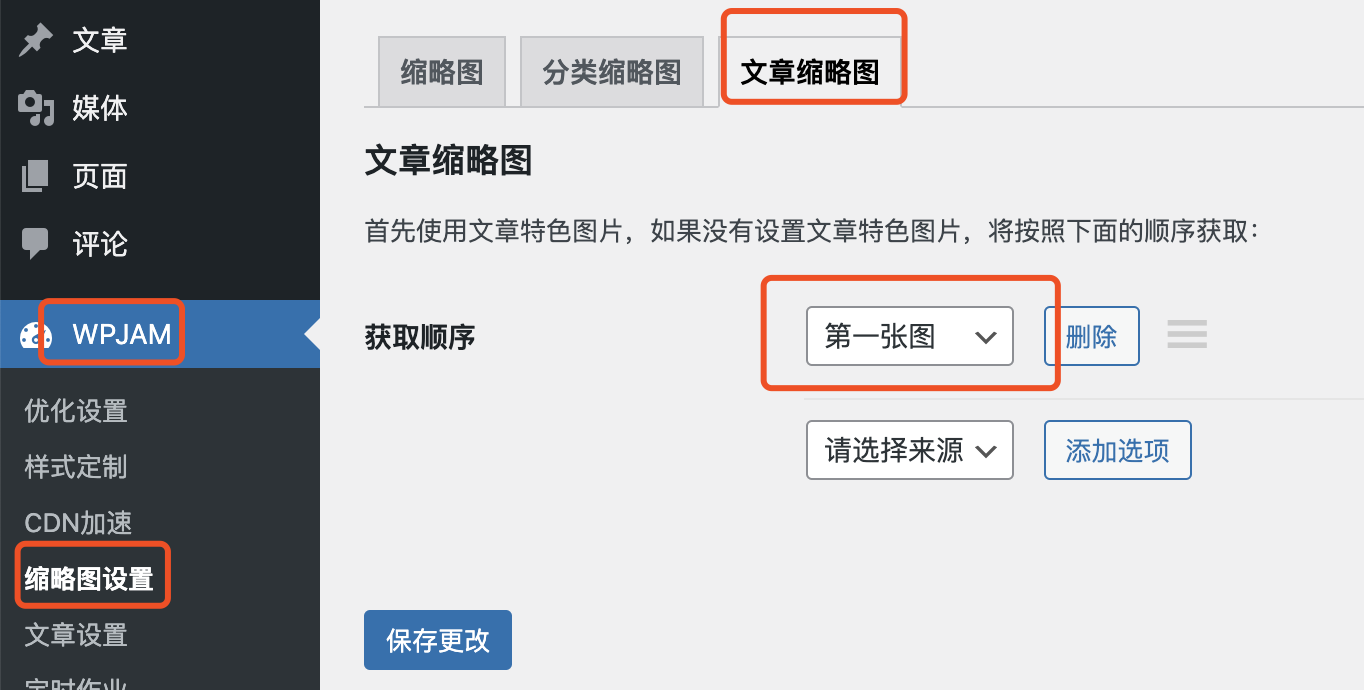 文章
媒体
页面
评论
WPJAM
优化设置
样式定制
CDN加速
缩略图设置
文章设置
定时作业
缩略图
分类缩略图
文章缩略图
文章缩略图
首先使用文章特色图片，如果没有设置文章特色图片，将按照下面的顺序获取：
获取顺序
第一张图
删除
请选择来源
添加选项
保存更改